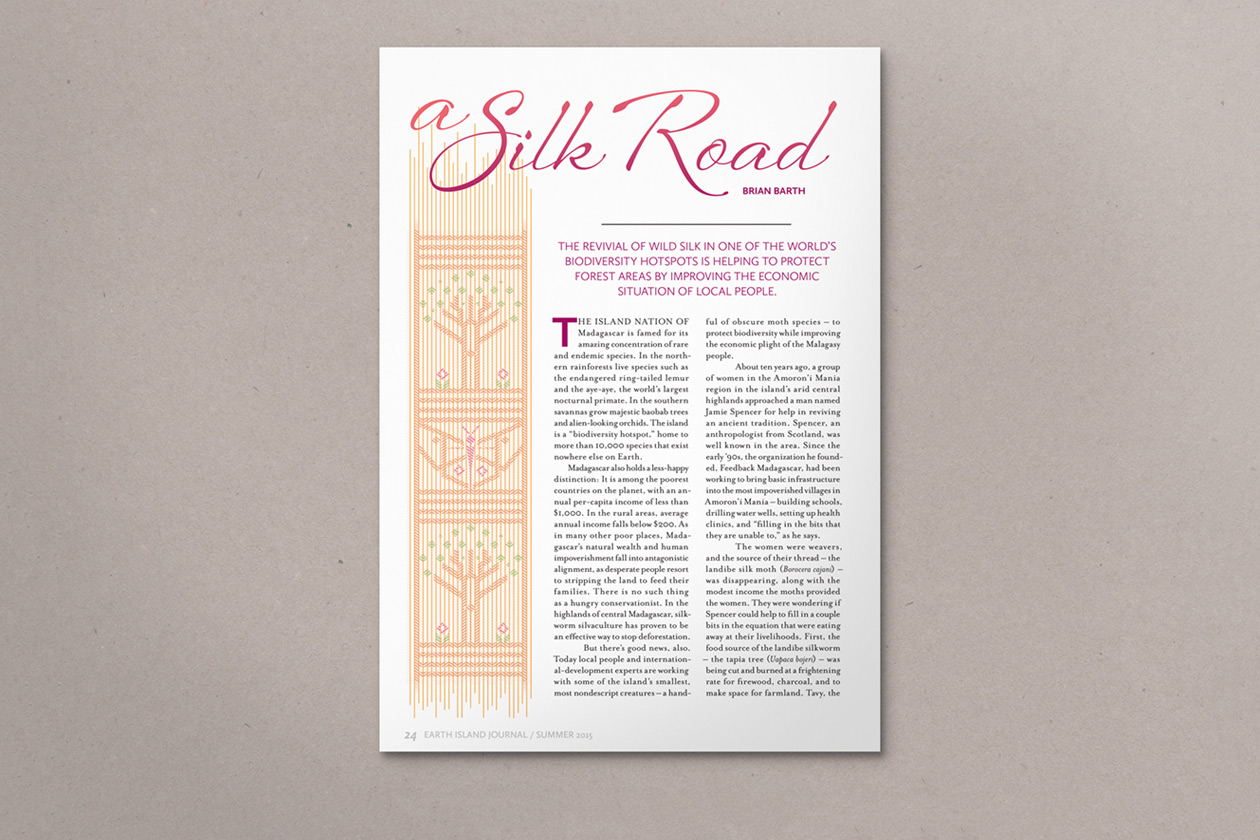 a Silk Road
BRIAN BARTH
THE REVIVIAL OF WILD SILK IN ONE OF THE WORLD'S
BIODIVERSITY HOTSPOTS IS HELPING TO PROTECT
FOREST AREAS BY IMPROVING THE ECONOMIC
SITUATION OF LOCAL PEOPLE.
THE ISLAND NATION OF
Madagascar is famed for its
amazing concentration of rare
and endemic species. In the north-
ern rainforests live species such as
the endangered ring-tailed lemur
and the aye-aye, the world's largest
nocturnal primate. In the southern
savannas grow majestic baobab trees
and alien-looking orchids. The island
is a "biodiversity hotspot," home to
more than 10,000 species that exist
nowhere else on Earth.
Madagascar also holds a less-happy
distinction: It is among the poorest
countries on the planet, with an an-
nual per-capita income of less than
$1,000. In the rural areas, average
annual income falls below $200. As
in many other poor places, Mada-
gascar's natural wealth and human
impoverishment fall into antagonistic
alignment, as desperate people resort
to stripping the land to feed their
families. There is no such thing
as a hungry conservationist. In the
highlands of central Madagascar, silk-
worm silvaculture has proven to be
an effective way to stop deforestation.
But there's good news, also.
Today local people and internation-
al-development experts are working
with some of the island's smallest,
most nondescript creatures – a hand-
ful of obscure moth species – to
protect biodiversity while improving
the economic plight of the Malagasy
people.
About ten years ago, a group
of women in the Amoron'i Mania
region in the island's arid central
highlands approached a man named
Jamie Spencer for help in reviving
an ancient tradition. Spencer, an
anthropologist from Scotland, was
well known in the area. Since the
early '90s, the organization he found-
ed, Feedback Madagascar, had been
working to bring basic infrastructure
into the most impoverished villages in
Amoron'i Mania – building schools,
drilling water wells, setting up health
clinics, and "filling in the bits that
they are unable to," as he says.
The women were weavers,
and the source of their thread – the
landibe silk moth (Borocera cajani) –
was disappearing, along with the
modest income the moths provided
the women. They were wondering if
Spencer could help to fill in a couple
bits in the equation that were eating
away at their livelihoods. First, the
food source of the landibe silkworm
– the tapia tree (Uapaca bojeri) – was
being cut and burned at a frightening
rate for firewood, charcoal, and to
make space for farmland. Tavy, the
24 EARTH ISLAND JOURNAL / SUMMER 2015